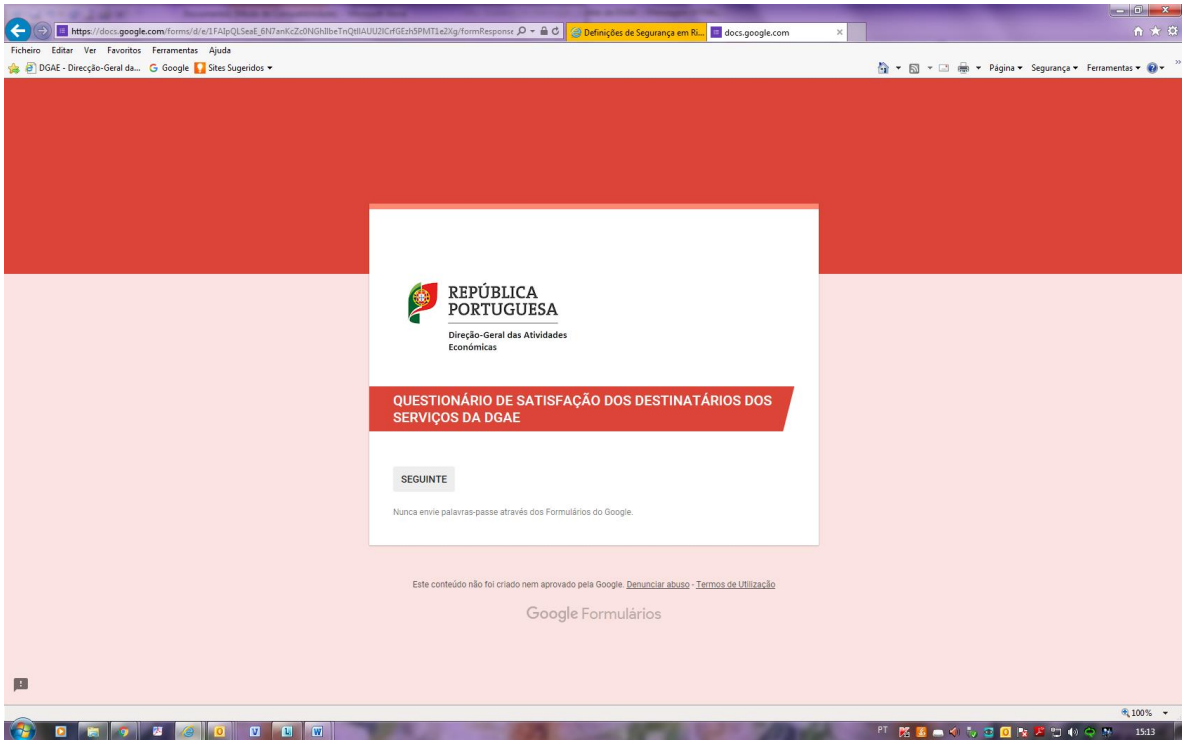 https://docs.google.com/forms/d/e/
Definições de Segurança em Ri...
docs.google.com
Ficheiro Editar Ver Favoritos Ferramentas Ajuda
DGAE - Direcção-Geral da... Google Sites Sugeridos
Página Segurança Ferramentas
REPÚBLICA
PORTUGUESA
Direção-Geral das Atividades
Económicas
QUESTIONÁRIO DE SATISFAÇÃO DOS DESTINATÁRIOS DOS
SERVIÇOS DA DGAE
SEGUINTE
Nunca envie palavras-passe através dos Formulários do Google.
Este conteúdo não foi criado nem aprovado pela Google. Denunciar abuso - Termos de Utilização
Google Formulários
100%
PT
15:13